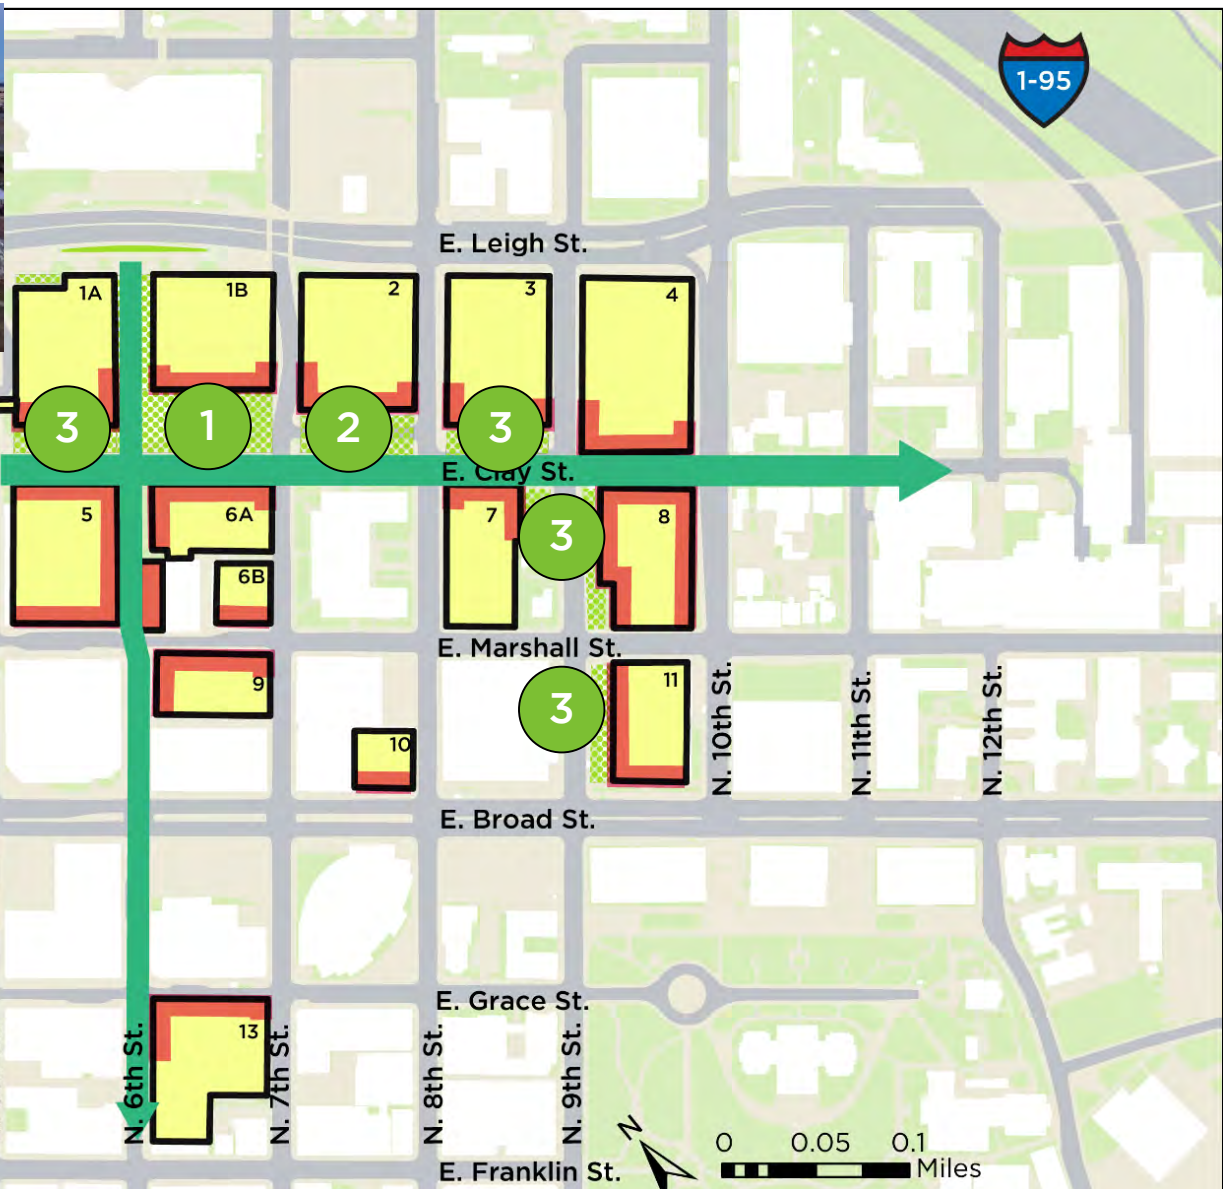 1-95
E. Leigh St.
1A
1B
2
3
4
3
1
2
3
E. Clay St.
5
6A
7
8
3
6B
E. Marshall St.
9
3
11
N. 10th St.
N. 11th St.
N. 12th St.
10
E. Broad St.
E. Grace St.
13
N. 6th St.
N. 7th St.
N. 8th St.
N. 9th St.
N
0 0.05 0.1
Miles
E. Franklin St.